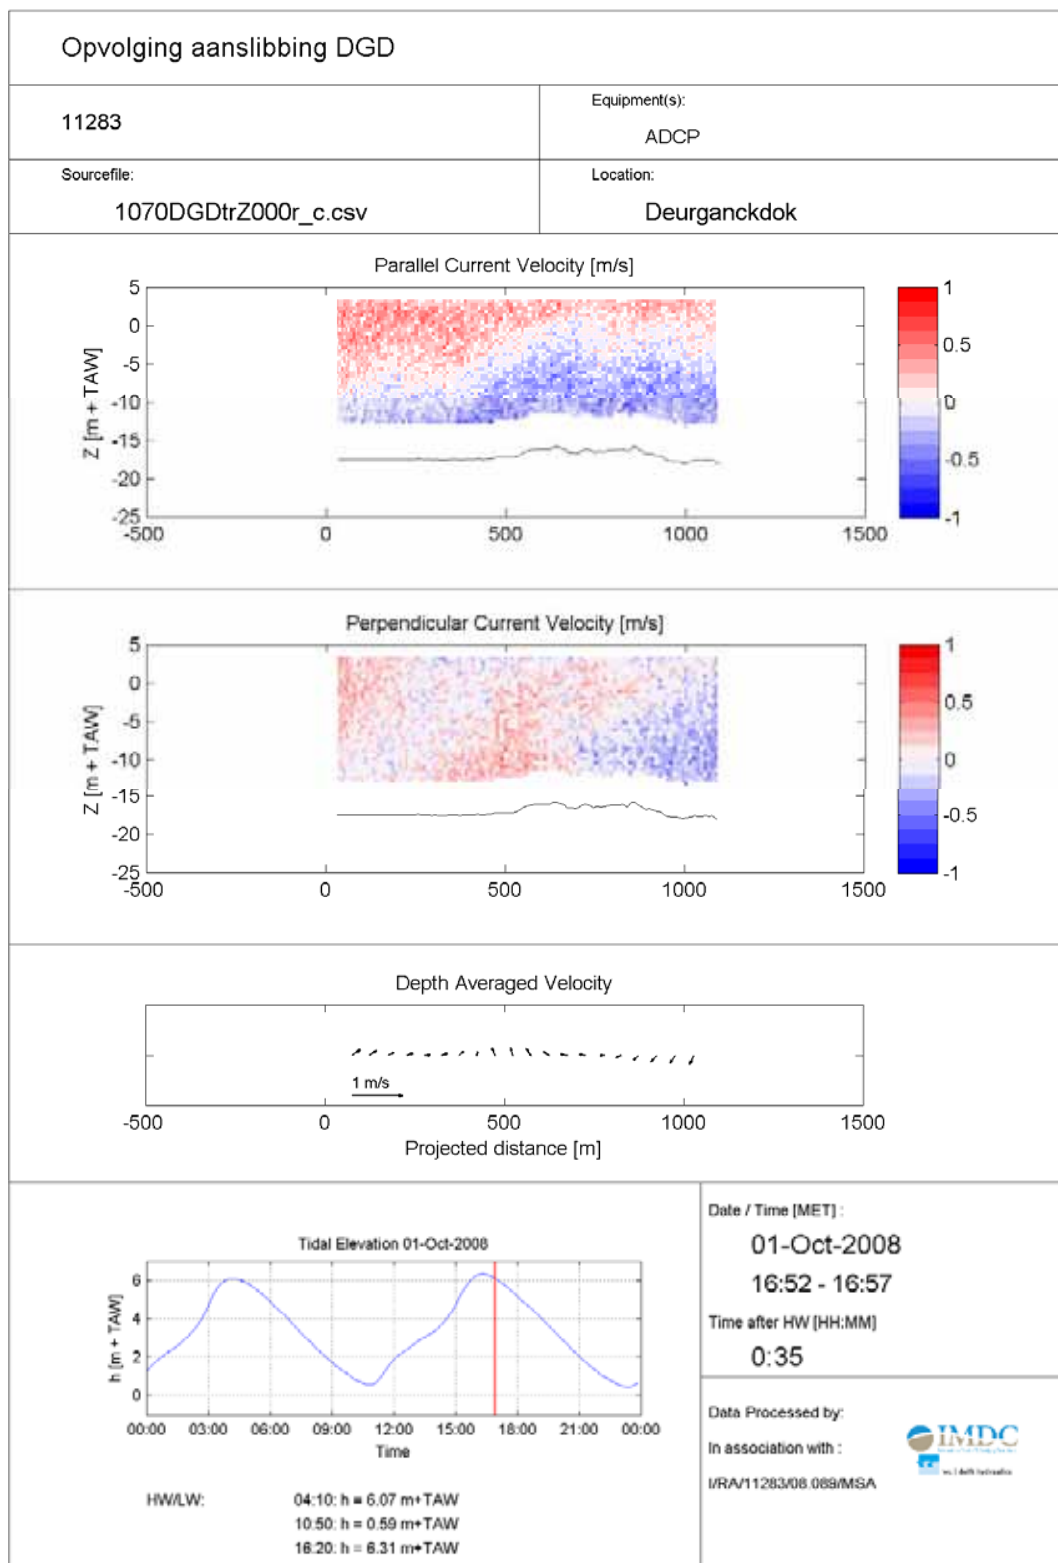 Opvolging aanslibbing DGD
11283
Equipment(s):
ADCP
Sourcefile:
1070DGDtrZ000r_c.csv
Location:
Deurganckdok
Parallel Current Velocity [m/s]
5
0
-5
-10
-15
-20
-25
Z [m + TAW]
-500
0
500
1000
1500
1
0.5
0
-0.5
-1
Perpendicular Current Velocity [m/s]
5
0
-5
-10
-15
-20
-25
Z [m + TAW]
-500
0
500
1000
1500
1
0.5
0
-0.5
-1
Depth Averaged Velocity
1 m/s
-500
0
500
1000
1500
Projected distance [m]
Tidal Elevation 01-Oct-2008
6
4
2
0
h [m + TAW]
00:00 03:00 06:00 09:00 12:00 15:00 18:00 21:00 00:00
Time
HW/LW:
04:10: h = 6.07 m+TAW
10:50: h = 0.59 m+TAW
16:20: h = 6.31 m+TAW
Date / Time [MET] :
01-Oct-2008
16:52 - 16:57
Time after HW [HH:MM]
0:35
Data Processed by:
IMDC
In association with :
wl | delft hydraulics
I/RA/11283/08.089/MSA